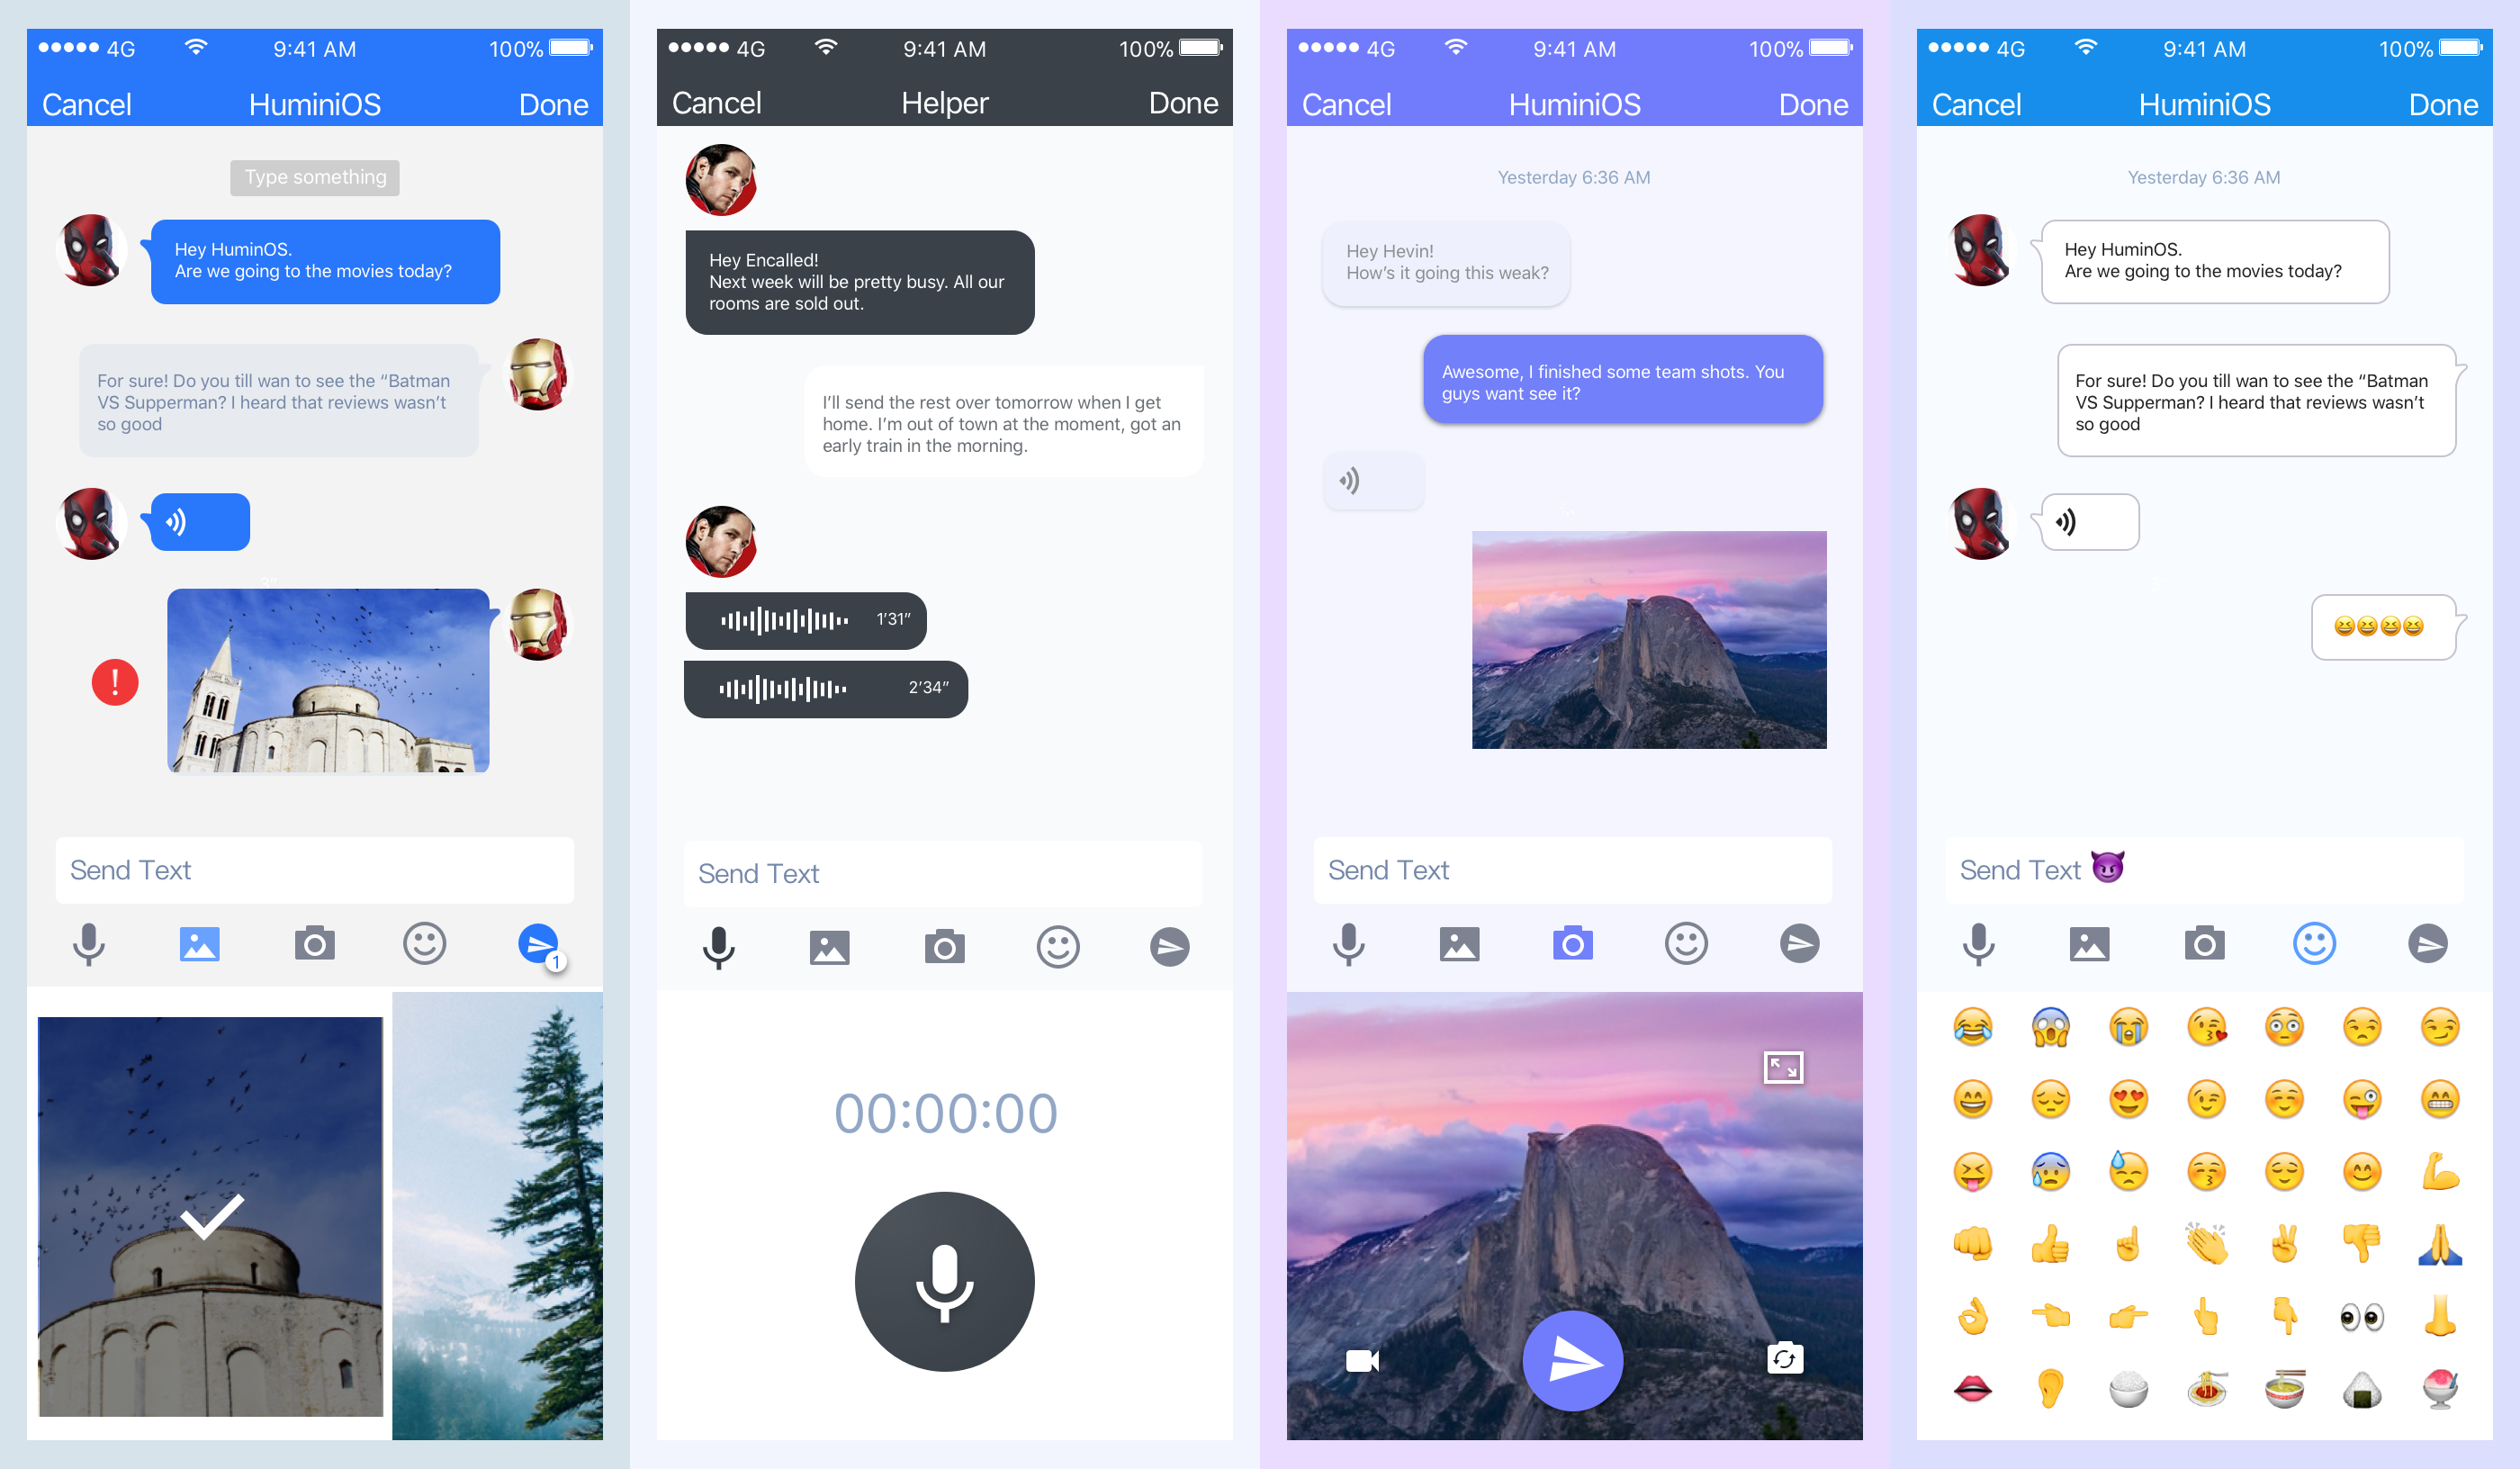 4G 9:41 AM 100%
Cancel HuminiOS Done
Type something
Hey HuminOS.
Are we going to the movies today?
For sure! Do you till wan to see the “Batman
VS Supperman? I heard that reviews wasn’t
so good
3"
Send Text
1
4G 9:41 AM 100%
Cancel Helper Done
Hey Encalled!
Next week will be pretty busy. All our
rooms are sold out.
I’ll send the rest over tomorrow when I get
home. I’m out of town at the moment, got an
early train in the morning.
1’31”
2’34”
Send Text
00:00:00
4G 9:41 AM 100%
Cancel HuminiOS Done
Yesterday 6:36 AM
Hey Hevin!
How’s it going this weak?
Awesome, I finished some team shots. You
guys want see it?
Send Text
4G 9:41 AM 100%
Cancel HuminiOS Done
Yesterday 6:36 AM
Hey HuminOS.
Are we going to the movies today?
For sure! Do you till wan to see the “Batman
VS Supperman? I heard that reviews wasn’t
so good
😆😆😆😆
Send Text 😈